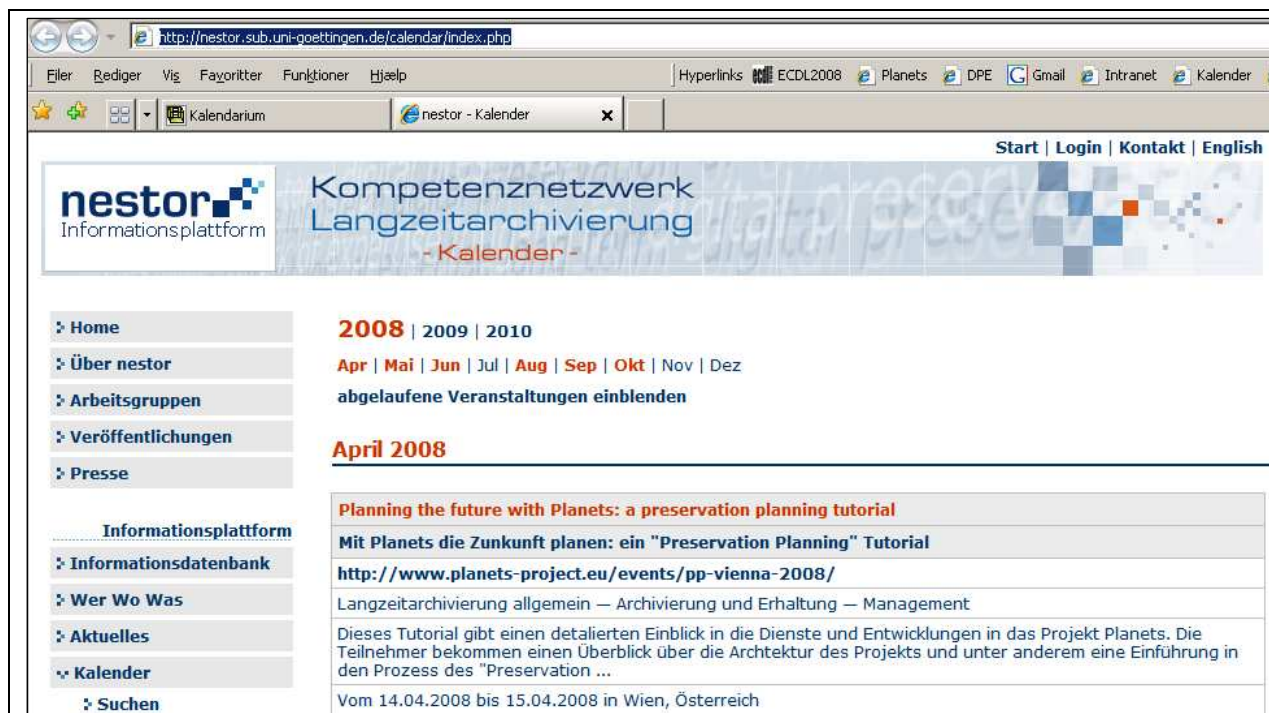 http://nestor.sub.uni-goettingen.de/calendar/index.php
Filer Rediger Vis Favoritter Funktioner Hjælp Hyperlinks ECDL2008 Planets DPE Gmail Intranet Kalender
Kalendarium nestor - Kalender
Start | Login | Kontakt | English
nestor
Informationsplattform
Kompetenznetzwerk
Langzeitarchivierung
- Kalender -
Home
Über nestor
Arbeitsgruppen
Veröffentlichungen
Presse
Informationsplattform
Informationsdatenbank
Wer Wo Was
Aktuelles
Kalender
Suchen
2008 | 2009 | 2010
Apr | Mai | Jun | Jul | Aug | Sep | Okt | Nov | Dez
abgelaufene Veranstaltungen einblenden
April 2008
Planning the future with Planets: a preservation planning tutorial
Mit Planets die Zunkunft planen: ein "Preservation Planning" Tutorial
http://www.planets-project.eu/events/pp-vienna-2008/
Langzeitarchivierung allgemein — Archivierung und Erhaltung — Management
Dieses Tutorial gibt einen detalierten Einblick in die Dienste und Entwicklungen in das Projekt Planets. Die
Teilnehmer bekommen einen Überblick über die Archtektur des Projekts und unter anderem eine Einführung in
den Prozess des "Preservation ...
Vom 14.04.2008 bis 15.04.2008 in Wien, Österreich